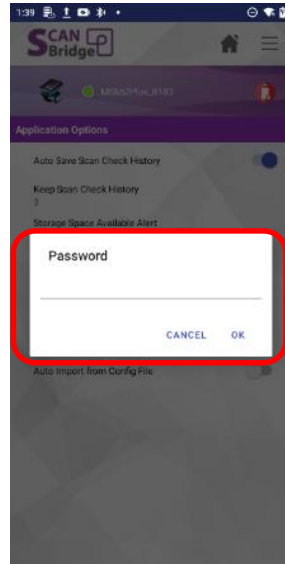 1:39
SCAN
Bridge
Application Options
Auto Save Scan Check History
Keep Scan Check History
3
Storage Space Available Alert
Password
CANCEL OK
Auto Import from Config File